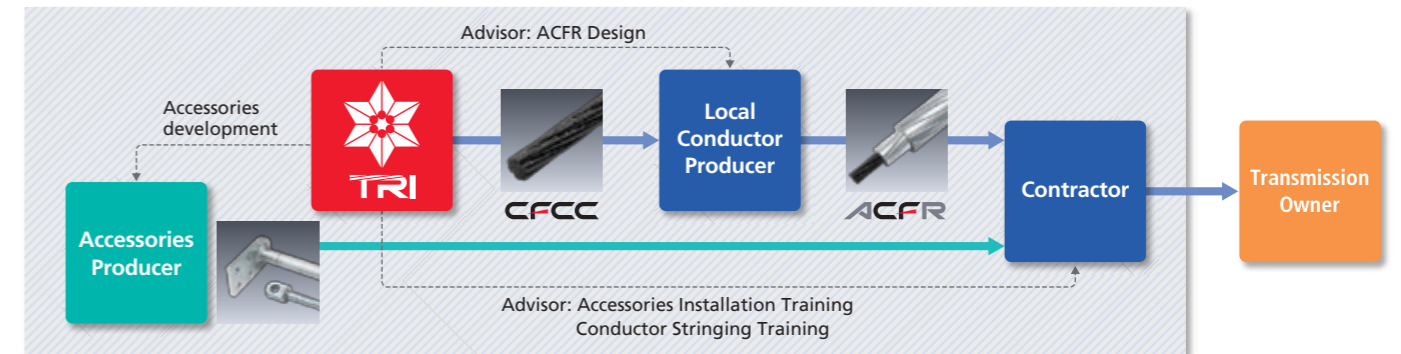 Advisor: ACFR Design
Accessories
development
TRI
CFCC
Local
Conductor
Producer
ACFR
Contractor
Transmission
Owner
Accessories
Producer
Advisor: Accessories Installation Training
Conductor Stringing Training